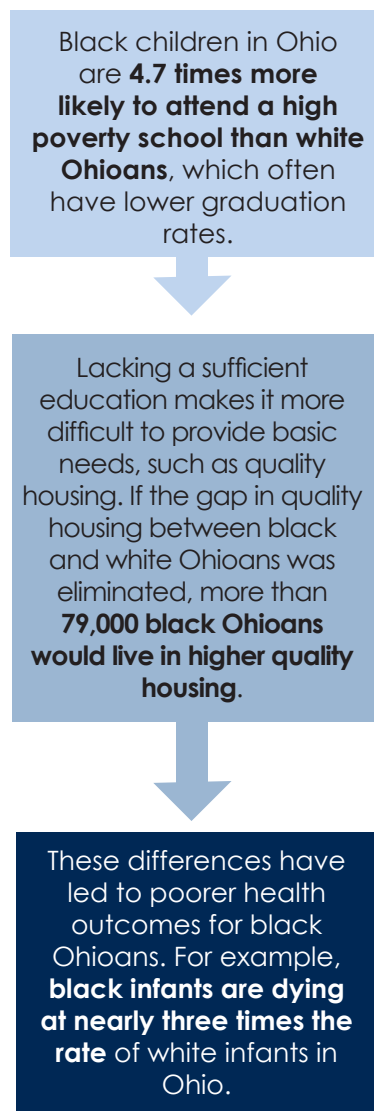 Black children in Ohio
are 4.7 times more
likely to attend a high
poverty school than white
Ohioans, which often
have lower graduation
rates.
Lacking a sufficient
education makes it more
difficult to provide basic
needs, such as quality
housing. If the gap in quality
housing between black
and white Ohioans was
eliminated, more than
79,000 black Ohioans
would live in higher quality
housing.
These differences have
led to poorer health
outcomes for black
Ohioans. For example,
black infants are dying
at nearly three times the
rate of white infants in
Ohio.